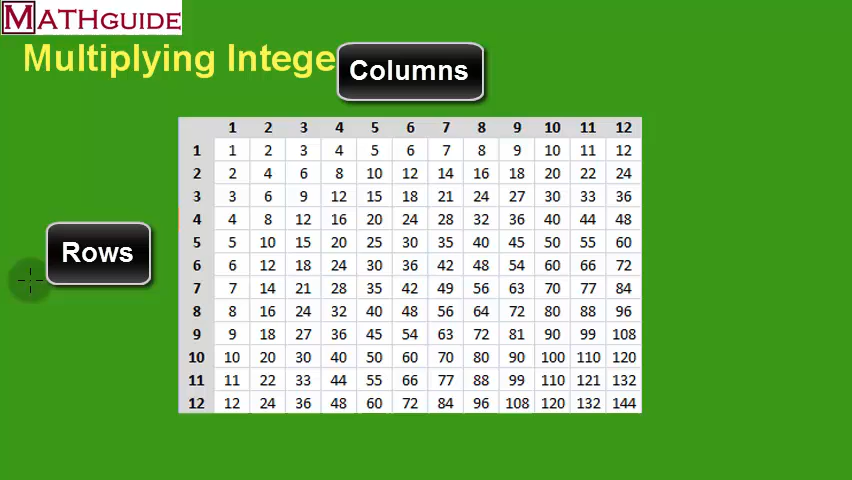 MATHGUIDE
Multiplying Intege
Columns
Rows
1 2 3 4 5 6 7 8 9 10 11 12
1 1 2 3 4 5 6 7 8 9 10 11 12
2 2 4 6 8 10 12 14 16 18 20 22 24
3 3 6 9 12 15 18 21 24 27 30 33 36
4 4 8 12 16 20 24 28 32 36 40 44 48
5 5 10 15 20 25 30 35 40 45 50 55 60
6 6 12 18 24 30 36 42 48 54 60 66 72
7 7 14 21 28 35 42 49 56 63 70 77 84
8 8 16 24 32 40 48 56 64 72 80 88 96
9 9 18 27 36 45 54 63 72 81 90 99 108
10 10 20 30 40 50 60 70 80 90 100 110 120
11 11 22 33 44 55 66 77 88 99 110 121 132
12 12 24 36 48 60 72 84 96 108 120 132 144